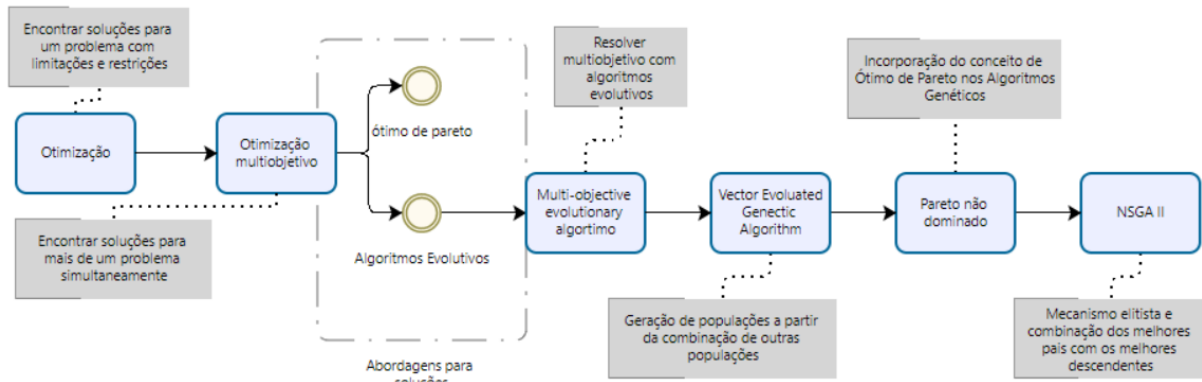 Encontrar soluções para
um problema com
limitações e restrições
Resolver
multiobjetivo com
algoritmos
evolutivos
Incorporação do conceito de
Ótimo de Pareto nos Algoritmos
Genéticos
Otimização
Otimização
multiobjetivo
ótimo de pareto
Algoritmos Evolutivos
Multi-objective
evolutionary
algortimo
Vector Evoluated
Genectic
Algorithm
Pareto não
dominado
NSGA II
Encontrar soluções para
mais de um problema
simultaneamente
Abordagens para
soluções
Geração de populações a partir
da combinação de outras
populações
Mecanismo elitista e
combinação dos melhores
pais com os melhores
descendentes